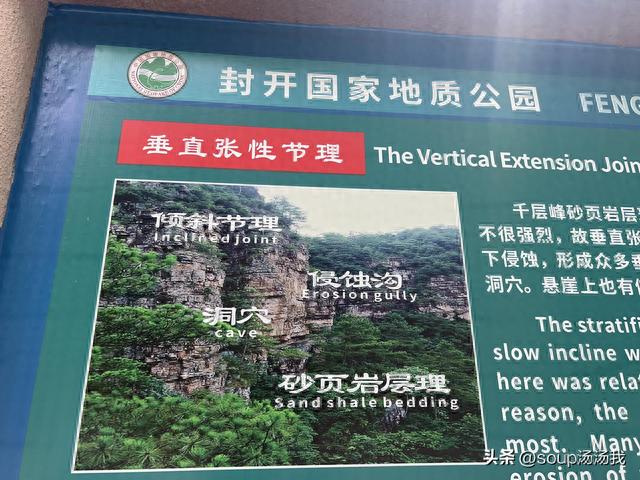 封开国家地质公园 FENG
垂直张性节理 The Vertical Extension Join
倾斜节理
Inclined joint
侵蚀沟
Erosion gully
洞穴
cave
砂页岩层理
Sand shale bedding
千层峰砂页岩层
不很强烈，故垂直张
下侵蚀，形成众多垂
洞穴。悬崖上也有
The stratifi
slow incline w
here was relat
reason, the
most. Many
erosion of
头条 @soup汤汤我